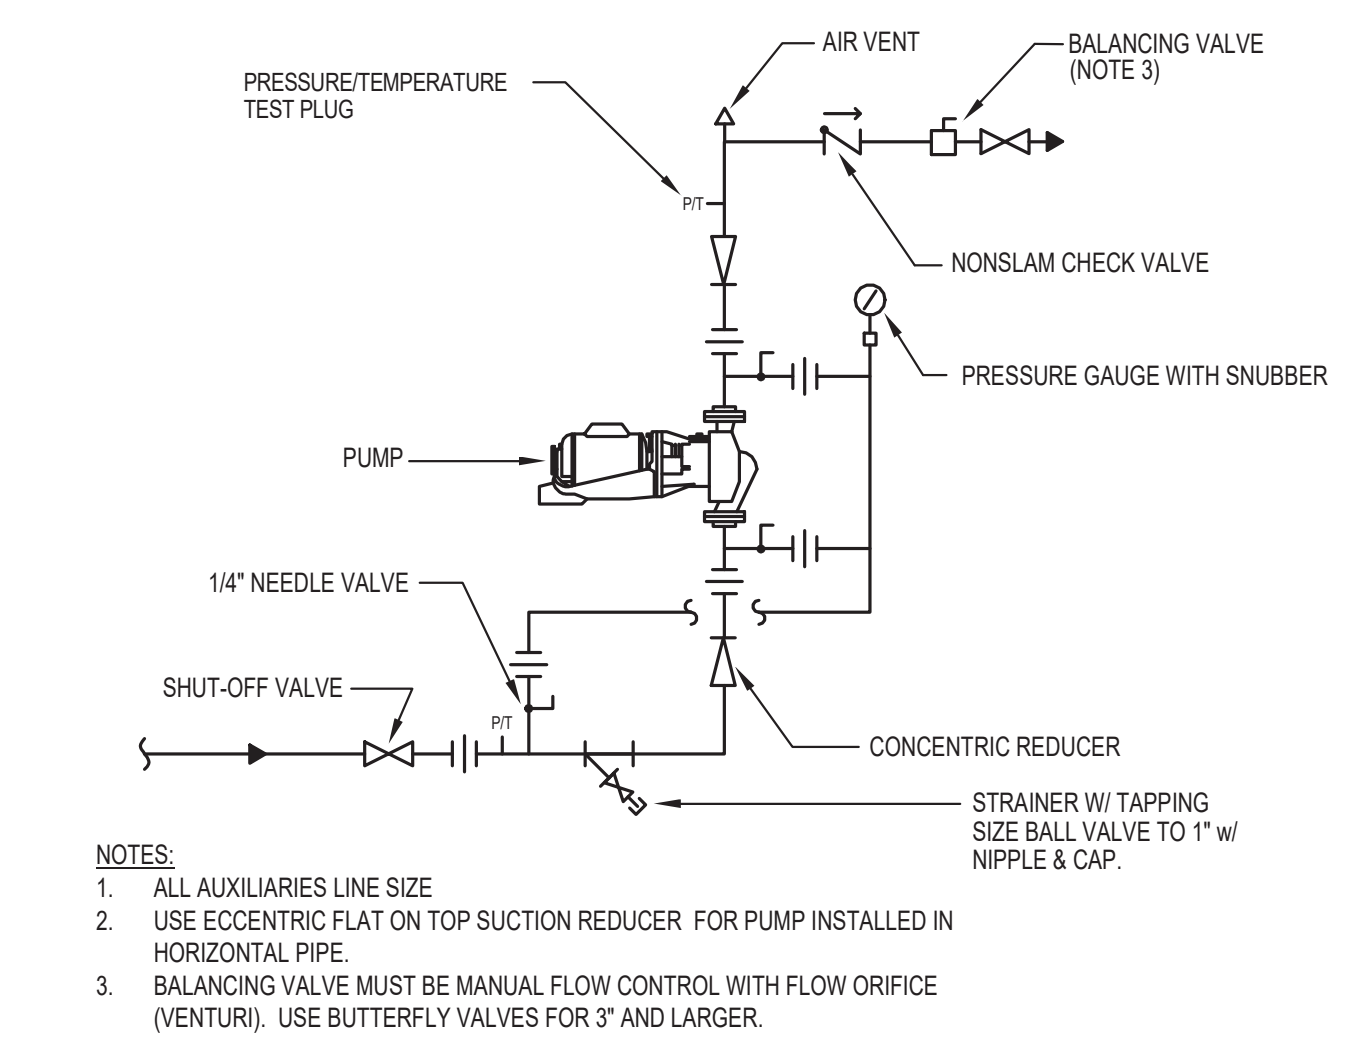 AIR VENT
BALANCING VALVE
(NOTE 3)
PRESSURE/TEMPERATURE
TEST PLUG
P/T
NONSLAM CHECK VALVE
PRESSURE GAUGE WITH SNUBBER
PUMP
1/4" NEEDLE VALVE
SHUT-OFF VALVE
P/T
CONCENTRIC REDUCER
STRAINER W/ TAPPING
SIZE BALL VALVE TO 1" w/
NIPPLE & CAP.
NOTES:
1. ALL AUXILIARIES LINE SIZE
2. USE ECCENTRIC FLAT ON TOP SUCTION REDUCER FOR PUMP INSTALLED IN
HORIZONTAL PIPE.
3. BALANCING VALVE MUST BE MANUAL FLOW CONTROL WITH FLOW ORIFICE
(VENTURI). USE BUTTERFLY VALVES FOR 3" AND LARGER.